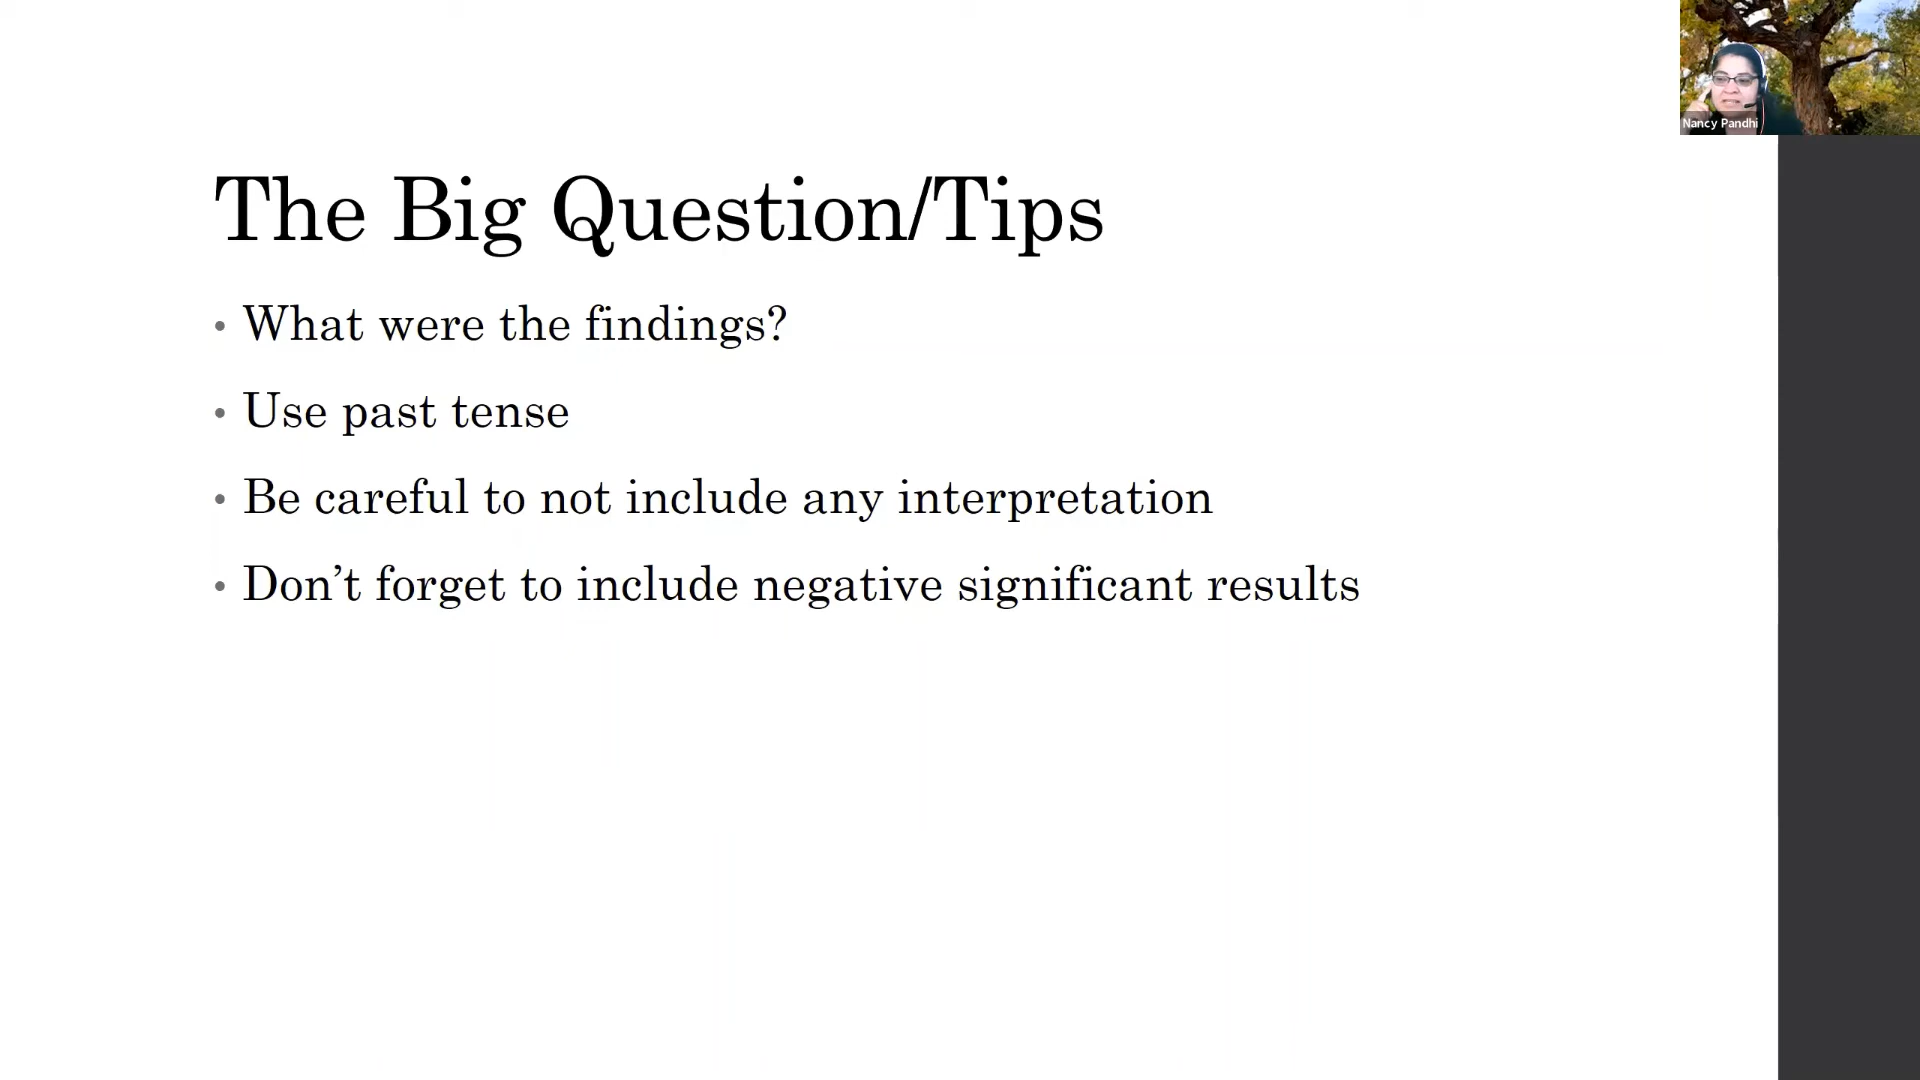 Nancy Pandhi
The Big Question/Tips
• What were the findings?
• Use past tense
• Be careful to not include any interpretation
• Don’t forget to include negative significant results